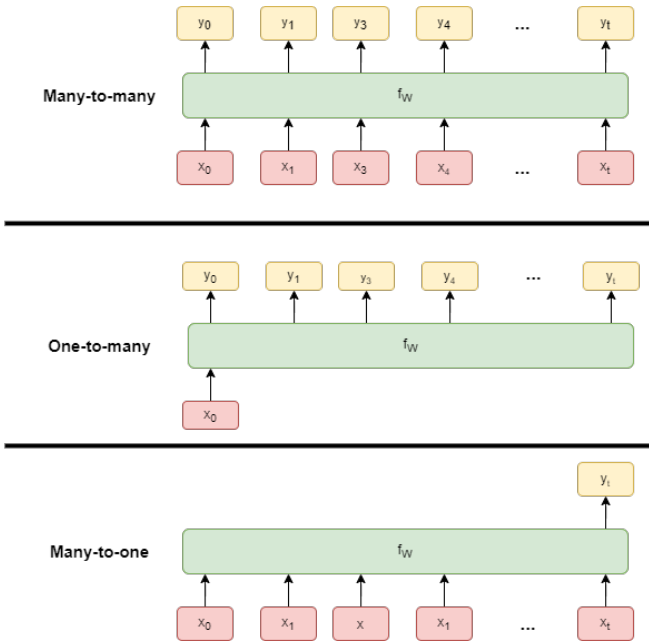 y0 y1 y3 y4 ... yt
Many-to-many
fW
x0 x1 x3 x4 ... xt
y0 y1 y3 y4 ... yt
One-to-many
fW
x0
yt
Many-to-one
fW
x0 x1 x x1 ... xt